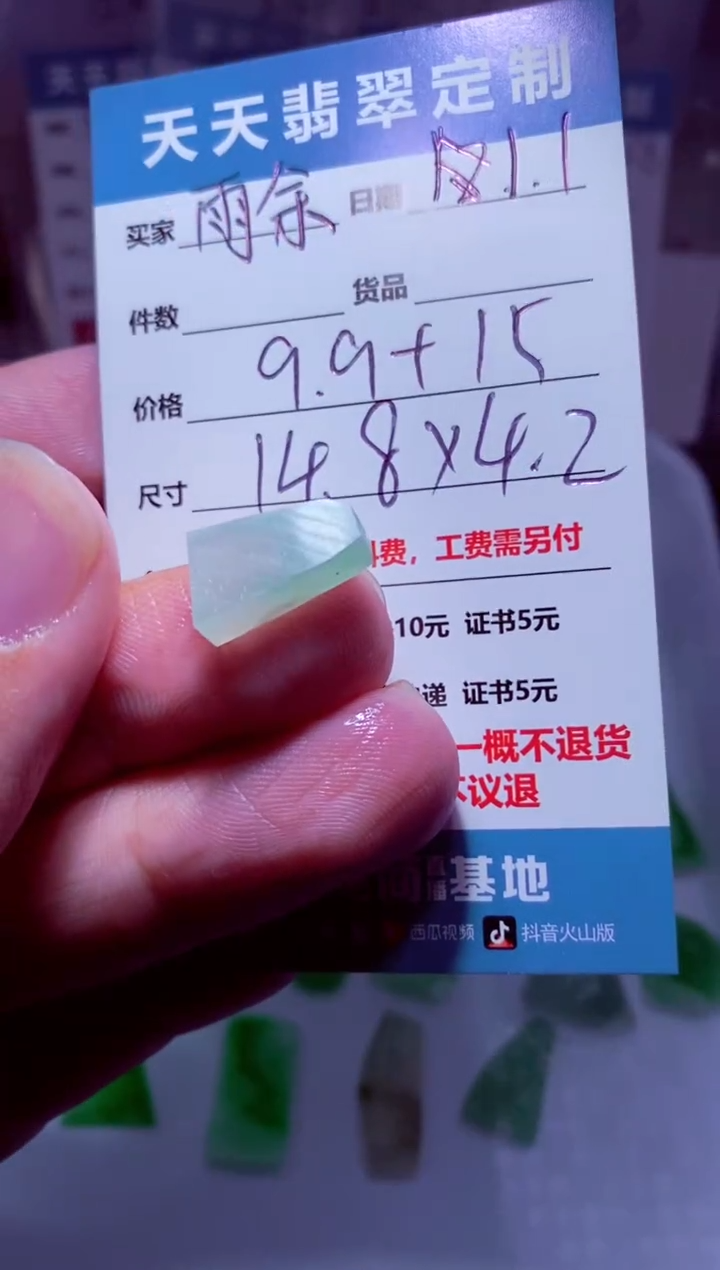 天天翡翠定制
买家 雨余 日期 1.1
件数 货品
价格 9.9+15
尺寸 14.8×4.2
费，工费需另付
10元 证书5元
递 证书5元
一概不退货
不议退
基地
西瓜视频 抖音火山版